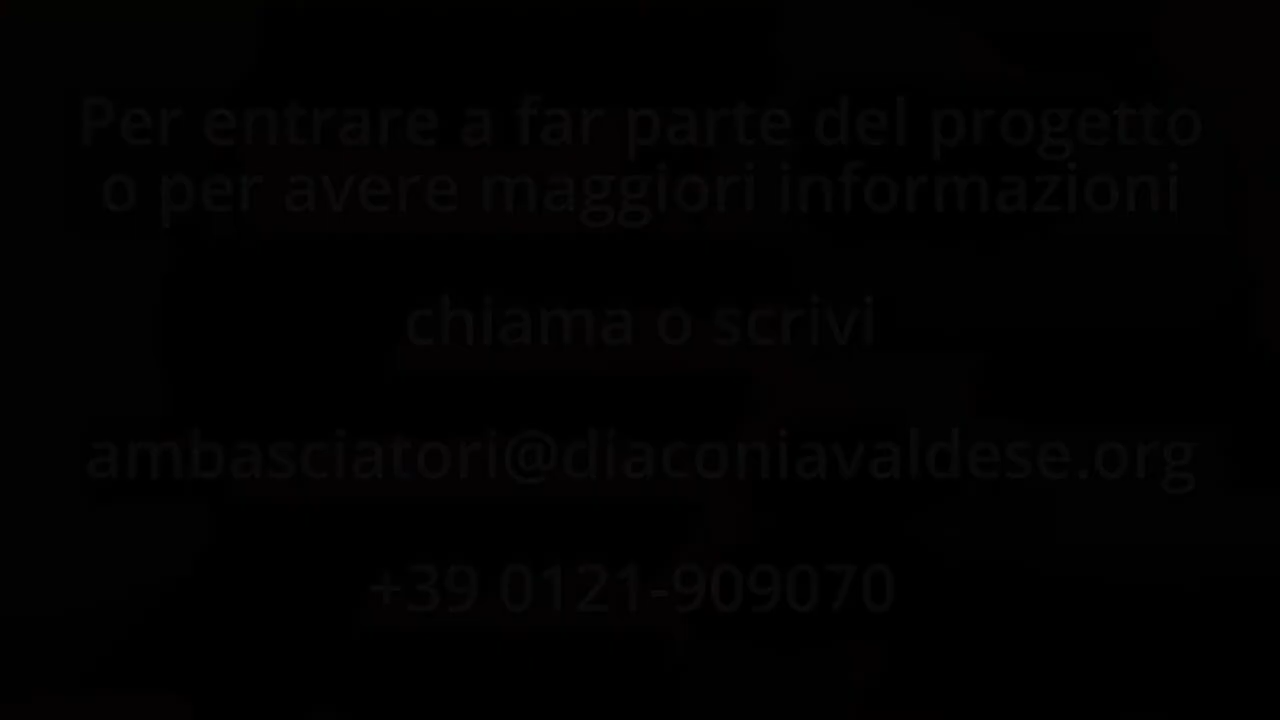 Per entrare a far parte del progetto
o per avere maggiori informazioni
chiama o scrivi
ambasciatori@diaconiavaldese.org
+39 0121-909070